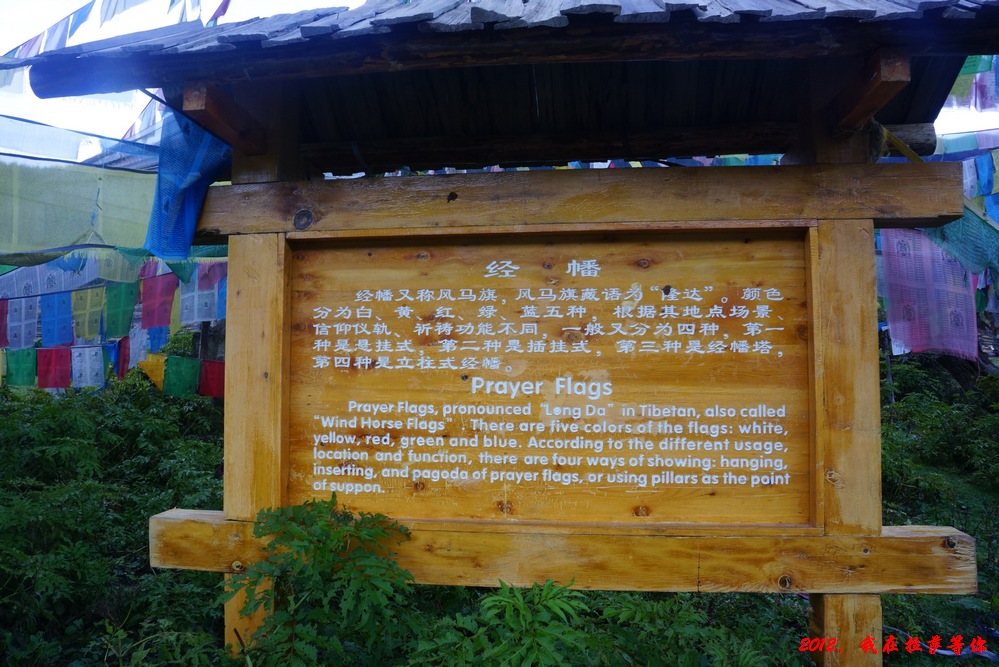 经 幡
经幡又称风马旗，风马旗藏语为“隆达”。颜色
分为白、黄、红、绿、蓝五种，根据其地点场景、
信仰仪轨、祈祷功能不同，一般又分为四种，第一
种是悬挂式，第二种是插挂式，第三种是经幡塔，
第四种是立柱式经幡。
Prayer Flags
Prayer Flags, pronounced “Long Da” in Tibetan, also called
“Wind Horse Flags” . There are five colors of the flags: white,
yellow, red, green and blue. According to the different usage,
location and function, there are four ways of showing: hanging,
inserting, and pagoda of prayer flags, or using pillars as the point
of suppon.
2012，我在拉萨等你